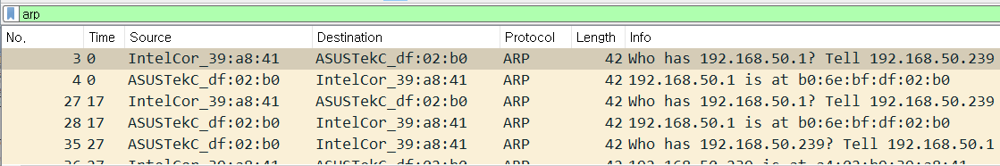 arp
No. Time Source Destination Protocol Length Info
3 0 IntelCor_39:a8:41 ASUSTekC_df:02:b0 ARP 42 Who has 192.168.50.1? Tell 192.168.50.239
4 0 ASUSTekC_df:02:b0 IntelCor_39:a8:41 ARP 42 192.168.50.1 is at b0:6e:bf:df:02:b0
27 17 IntelCor_39:a8:41 ASUSTekC_df:02:b0 ARP 42 Who has 192.168.50.1? Tell 192.168.50.239
28 17 ASUSTekC_df:02:b0 IntelCor_39:a8:41 ARP 42 192.168.50.1 is at b0:6e:bf:df:02:b0
35 27 ASUSTekC_df:02:b0 IntelCor_39:a8:41 ARP 42 Who has 192.168.50.239? Tell 192.168.50.1
36 27 IntelCor_39:a8:41 ASUSTekC_df:02:b0 ARP 42 192.168.50.239 is at a4:02:b9:39:a8:41